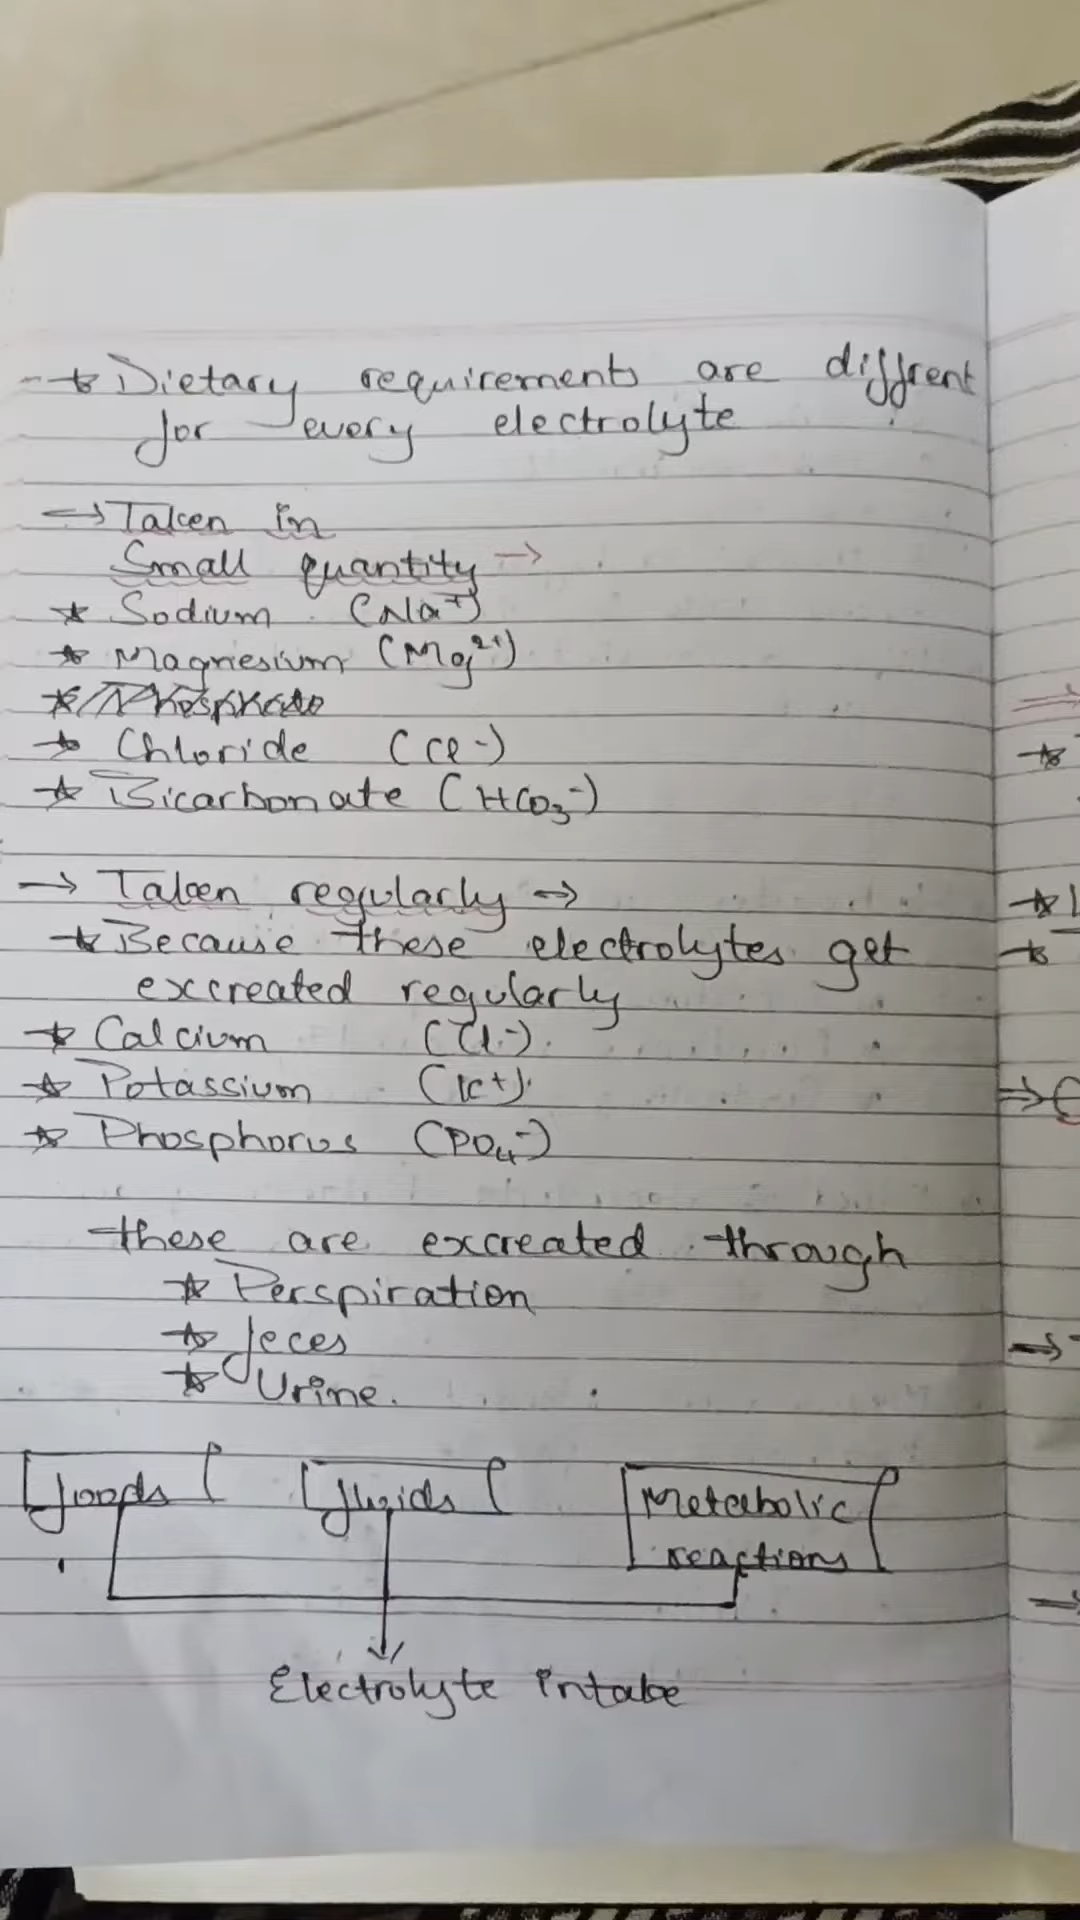 * Dietary requirements are diffrent
for every electrolyte
→ Taken in
Small quantity →
* Sodium (Na+)
* Magnesium (Mg2+)
* Chloride (Cl-)
* Bicarbonate (HCO3-)
→ Taken regularly →
* Because these electrolytes get
excreated regularly
* Calcium (Cl-)
* Potassium (K+)
* Phosphorus (PO4-)
these are excreated through
* Perspiration
* feces
* Urine.
foods fluids Metabolic
reactions
Electrolyte intake